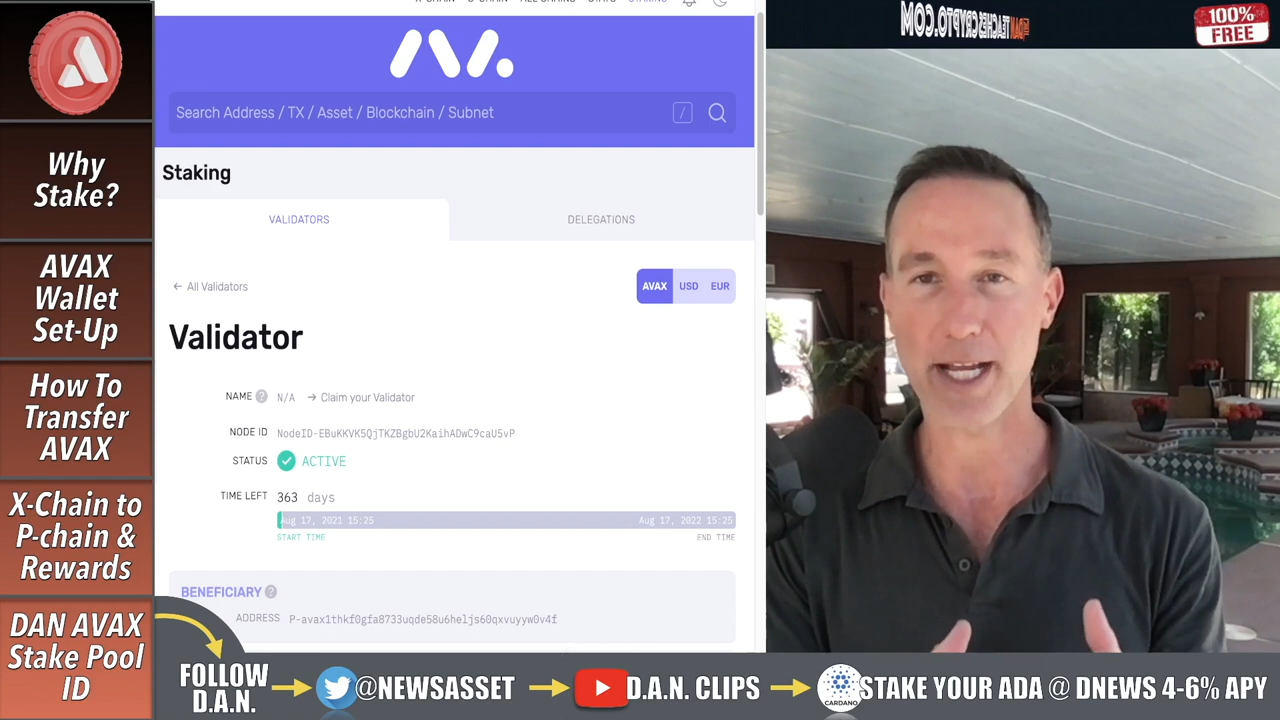 Why
Stake?
AVAX
Wallet
Set-Up
How To
Transfer
AVAX
X-Chain to
P-chain &
Rewards
DAN AVAX
Stake Pool
ID
Search Address / TX / Asset / Blockchain / Subnet
/
Staking
VALIDATORS
DELEGATIONS
← All Validators
AVAX USD EUR
Validator
NAME ? N/A → Claim your Validator
NODE ID NodeID-EBuKKVK5QjTKZBgbU2KaihADwC9caU5vP
STATUS ACTIVE
TIME LEFT 363 days
Aug 17, 2021 15:25 Aug 17, 2022 15:25
START TIME END TIME
BENEFICIARY ?
ADDRESS P-avax1thkf0gfa8733uqde58u6heljs60qxvuyyw0v4f
DANTEACHESCRYPTO.COM
100%
FREE
FOLLOW
D.A.N.
@NEWSASSET
D.A.N. CLIPS
CARDANO
STAKE YOUR ADA @ DNEWS 4-6% APY